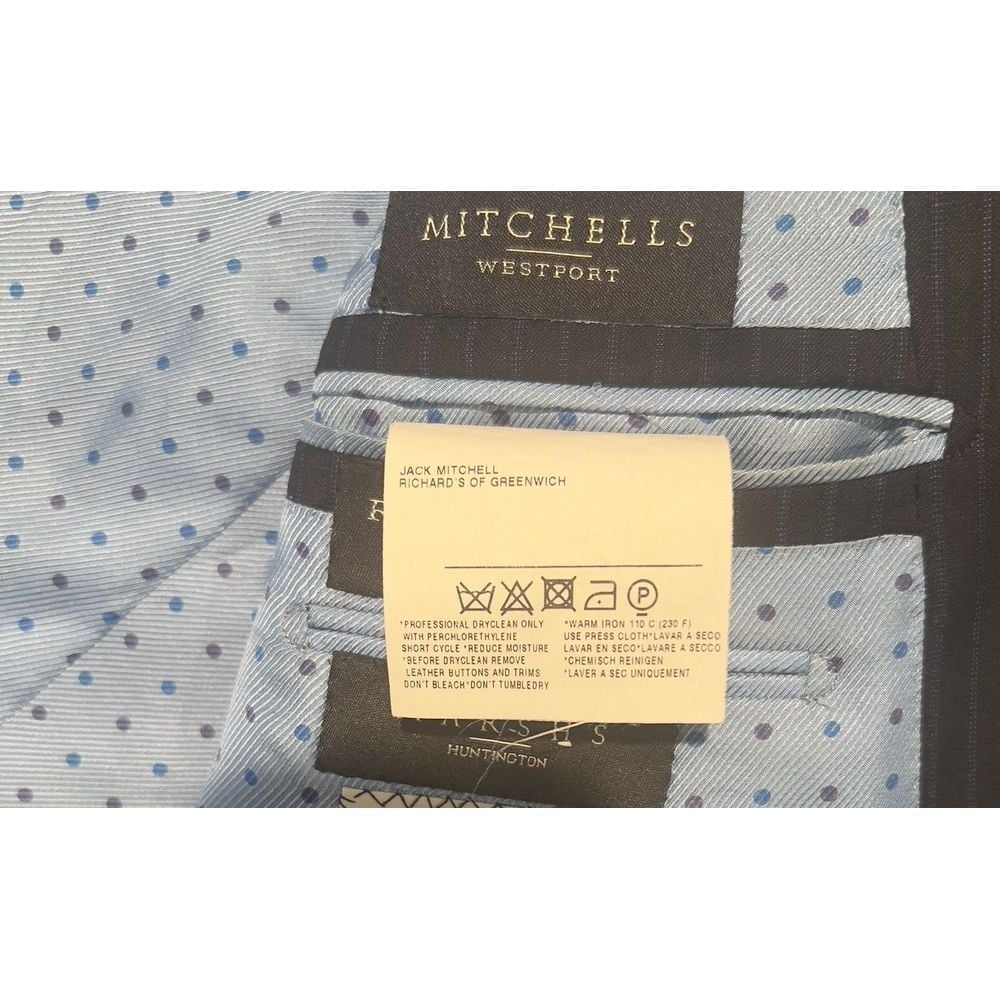 MITCHELLS
WESTPORT
JACK MITCHELL
RICHARD'S OF GREENWICH
R
P
*PROFESSIONAL DRYCLEAN ONLY
WITH PERCHLORETHYLENE
SHORT CYCLE *REDUCE MOISTURE
*BEFORE DRYCLEAN REMOVE
LEATHER BUTTONS AND TRIMS
DON'T BLEACH*DON'T TUMBLEDRY
*WARM IRON 110 C (230 F)
USE PRESS CLOTH*LAVAR A SECO
LAVAR EN SECO*LAVARE A SECCO
*CHEMISCH REINIGEN
*LAVER A SEC UNIQUEMENT
HUNTINGTON